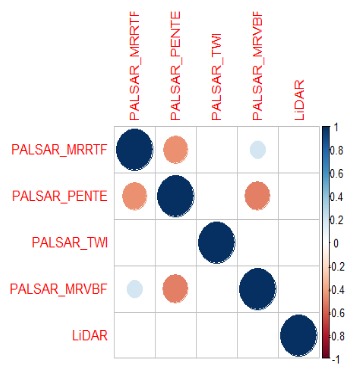 PALSAR_MRRTF
PALSAR_PENTE
PALSAR_TWI
PALSAR_MRVBF
LiDAR
PALSAR_MRRTF
PALSAR_PENTE
PALSAR_TWI
PALSAR_MRVBF
LiDAR
1
0.8
0.6
0.4
0.2
0
0.2
0.4
0.6
0.8
-1